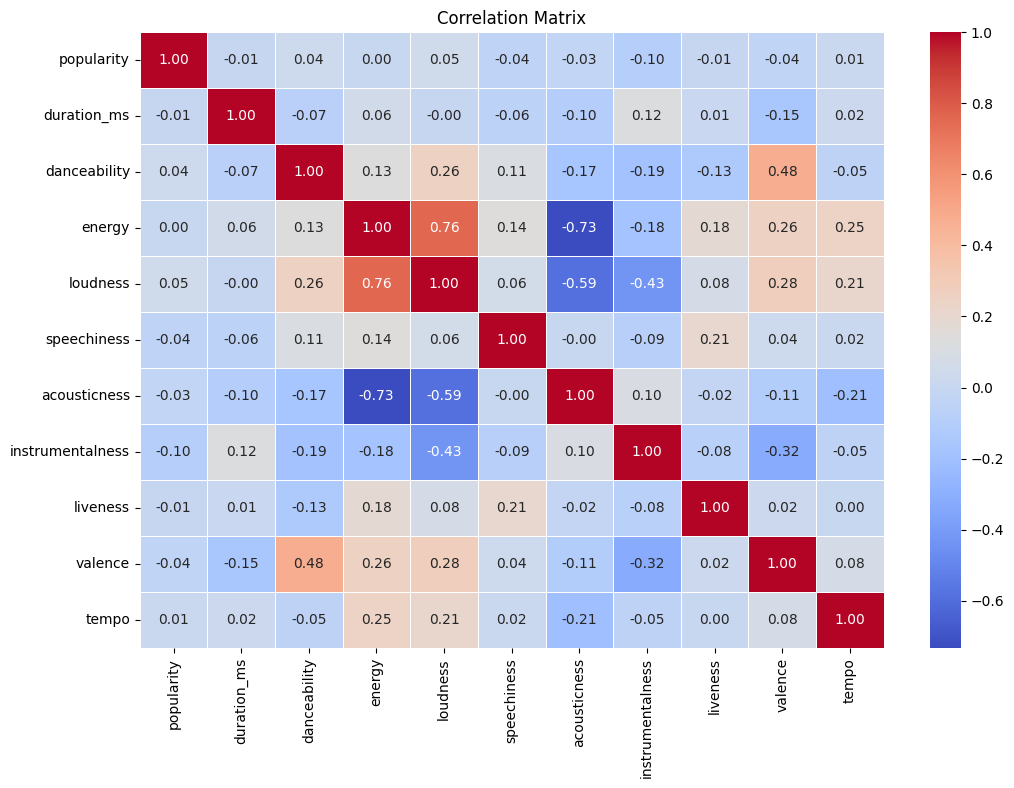 Correlation Matrix
popularity 1.00 -0.01 0.04 0.00 0.05 -0.04 -0.03 -0.10 -0.01 -0.04 0.01
duration_ms -0.01 1.00 -0.07 0.06 -0.00 -0.06 -0.10 0.12 0.01 -0.15 0.02
danceability 0.04 -0.07 1.00 0.13 0.26 0.11 -0.17 -0.19 -0.13 0.48 -0.05
energy 0.00 0.06 0.13 1.00 0.76 0.14 -0.73 -0.18 0.18 0.26 0.25
loudness 0.05 -0.00 0.26 0.76 1.00 0.06 -0.59 -0.43 0.08 0.28 0.21
speechiness -0.04 -0.06 0.11 0.14 0.06 1.00 -0.00 -0.09 0.21 0.04 0.02
acousticness -0.03 -0.10 -0.17 -0.73 -0.59 -0.00 1.00 0.10 -0.02 -0.11 -0.21
instrumentalness -0.10 0.12 -0.19 -0.18 -0.43 -0.09 0.10 1.00 -0.08 -0.32 -0.05
liveness -0.01 0.01 -0.13 0.18 0.08 0.21 -0.02 -0.08 1.00 0.02 0.00
valence -0.04 -0.15 0.48 0.26 0.28 0.04 -0.11 -0.32 0.02 1.00 0.08
tempo 0.01 0.02 -0.05 0.25 0.21 0.02 -0.21 -0.05 0.00 0.08 1.00
popularity
duration_ms
danceability
energy
loudness
speechiness
acousticness
instrumentalness
liveness
valence
tempo
1.0
0.8
0.6
0.4
0.2
0.0
−0.2
−0.4
−0.6